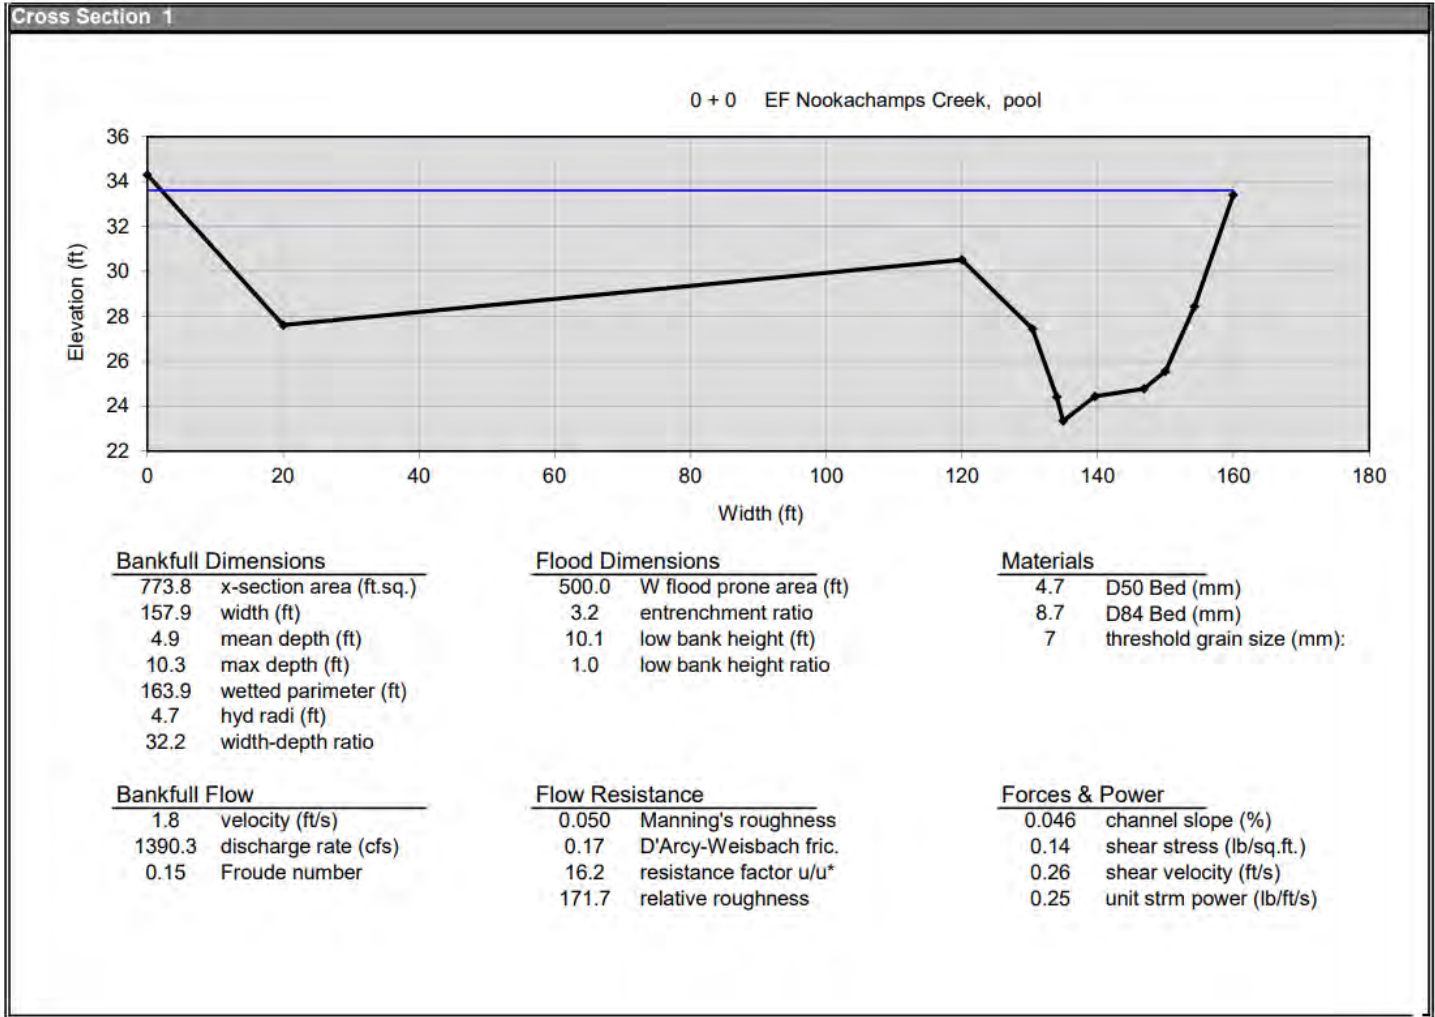 Cross Section 1
0 + 0 EF Nookachamps Creek, pool
36
34
32
30
28
26
24
22
Elevation (ft)
0 20 40 60 80 100 120 140 160 180
Width (ft)
Bankfull Dimensions
773.8 x-section area (ft.sq.)
157.9 width (ft)
4.9 mean depth (ft)
10.3 max depth (ft)
163.9 wetted parimeter (ft)
4.7 hyd radi (ft)
32.2 width-depth ratio
Flood Dimensions
500.0 W flood prone area (ft)
3.2 entrenchment ratio
10.1 low bank height (ft)
1.0 low bank height ratio
Materials
4.7 D50 Bed (mm)
8.7 D84 Bed (mm)
7 threshold grain size (mm):
Bankfull Flow
1.8 velocity (ft/s)
1390.3 discharge rate (cfs)
0.15 Froude number
Flow Resistance
0.050 Manning's roughness
0.17 D'Arcy-Weisbach fric.
16.2 resistance factor u/u*
171.7 relative roughness
Forces & Power
0.046 channel slope (%)
0.14 shear stress (lb/sq.ft.)
0.26 shear velocity (ft/s)
0.25 unit strm power (lb/ft/s)